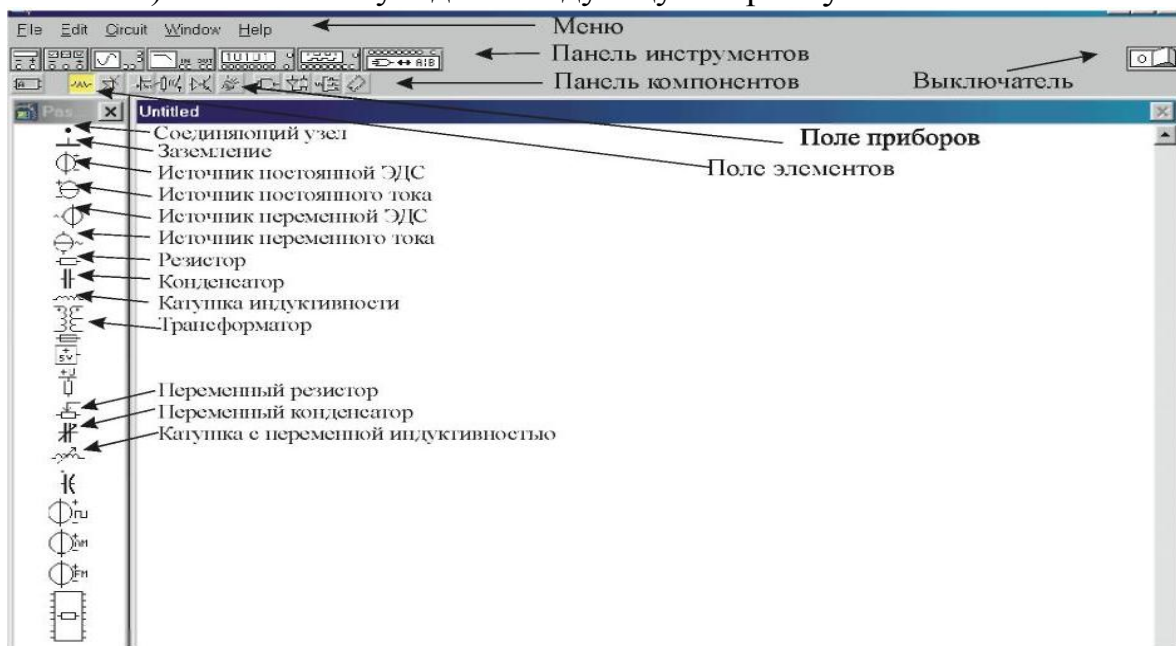 File Edit Circuit Window Help
Меню
Панель инструментов
Панель компонентов
Выключатель
Untitled
Соединяющий узел
Заземление
Источник постоянной ЭДС
Источник постоянного тока
Источник переменной ЭДС
Источник переменного тока
Резистор
Конденсатор
Катушка индуктивности
Трансформатор
Поле приборов
Поле элементов
Переменный резистор
Переменный конденсатор
Катушка с переменной индуктивностью